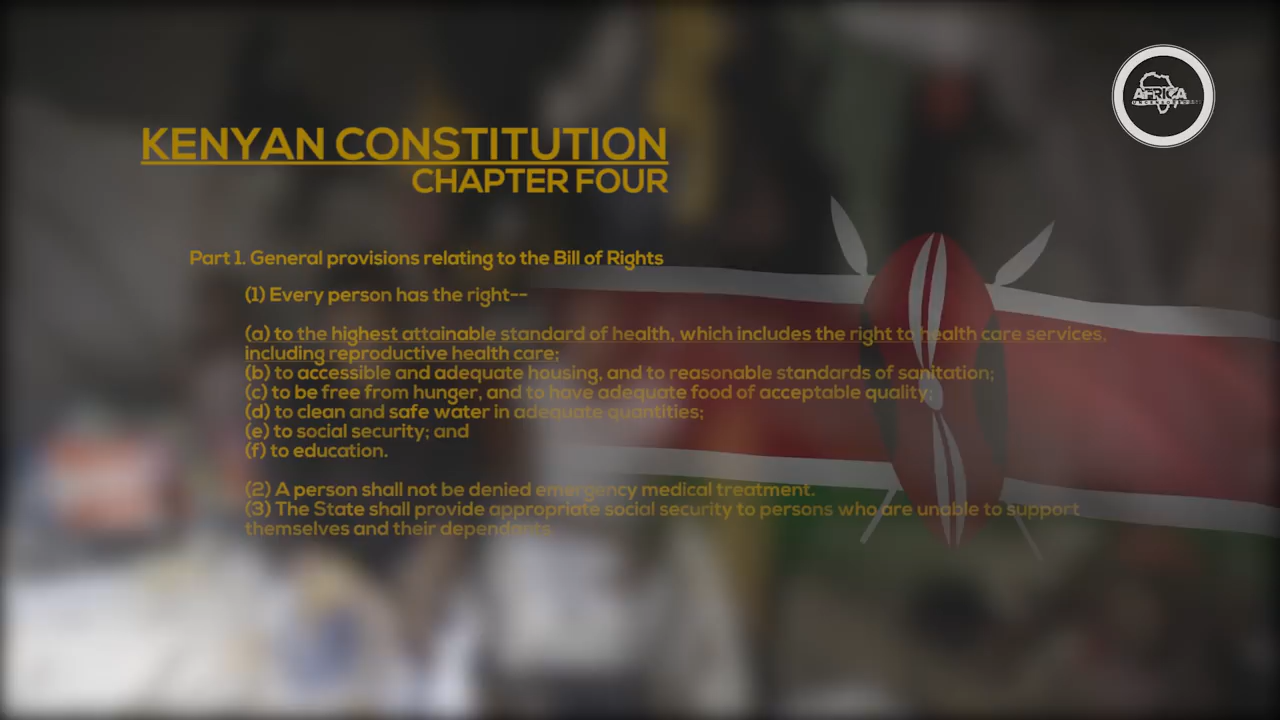 AFRICA
KENYAN CONSTITUTION
CHAPTER FOUR
Part 1. General provisions relating to the Bill of Rights
(1) Every person has the right--
(a) to the highest attainable standard of health, which includes the right to health care services,
including reproductive health care;
(b) to accessible and adequate housing, and to reasonable standards of sanitation;
(c) to be free from hunger, and to have adequate food of acceptable quality;
(d) to clean and safe water in adequate quantities;
(e) to social security; and
(f) to education.
(2) A person shall not be denied emergency medical treatment.
(3) The State shall provide appropriate social security to persons who are unable to support
themselves and their dependants